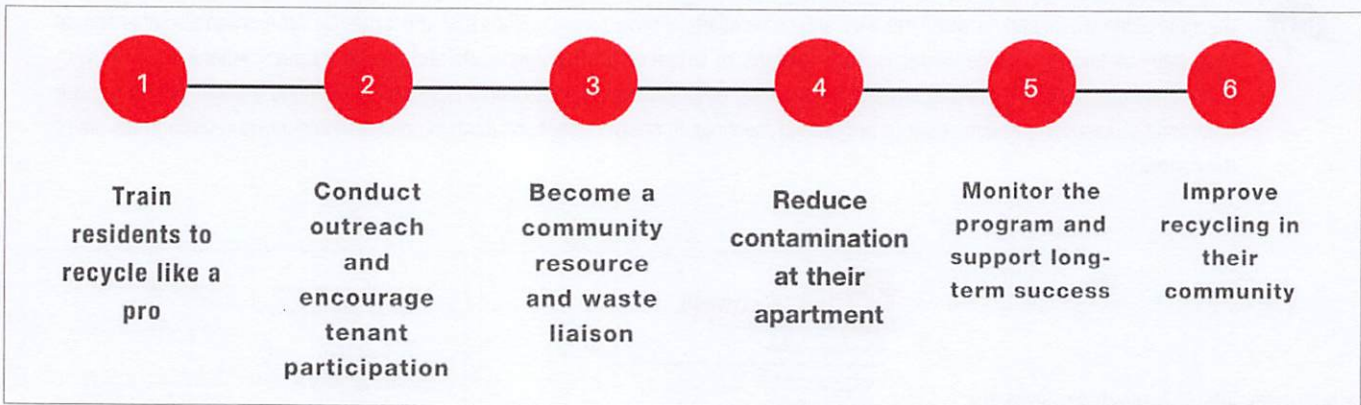 1
Train
residents to
recycle like a
pro
2
Conduct
outreach
and
encourage
tenant
participation
3
Become a
community
resource
and waste
liaison
4
Reduce
contamination
at their
apartment
5
Monitor the
program and
support long-
term success
6
Improve
recycling in
their
community